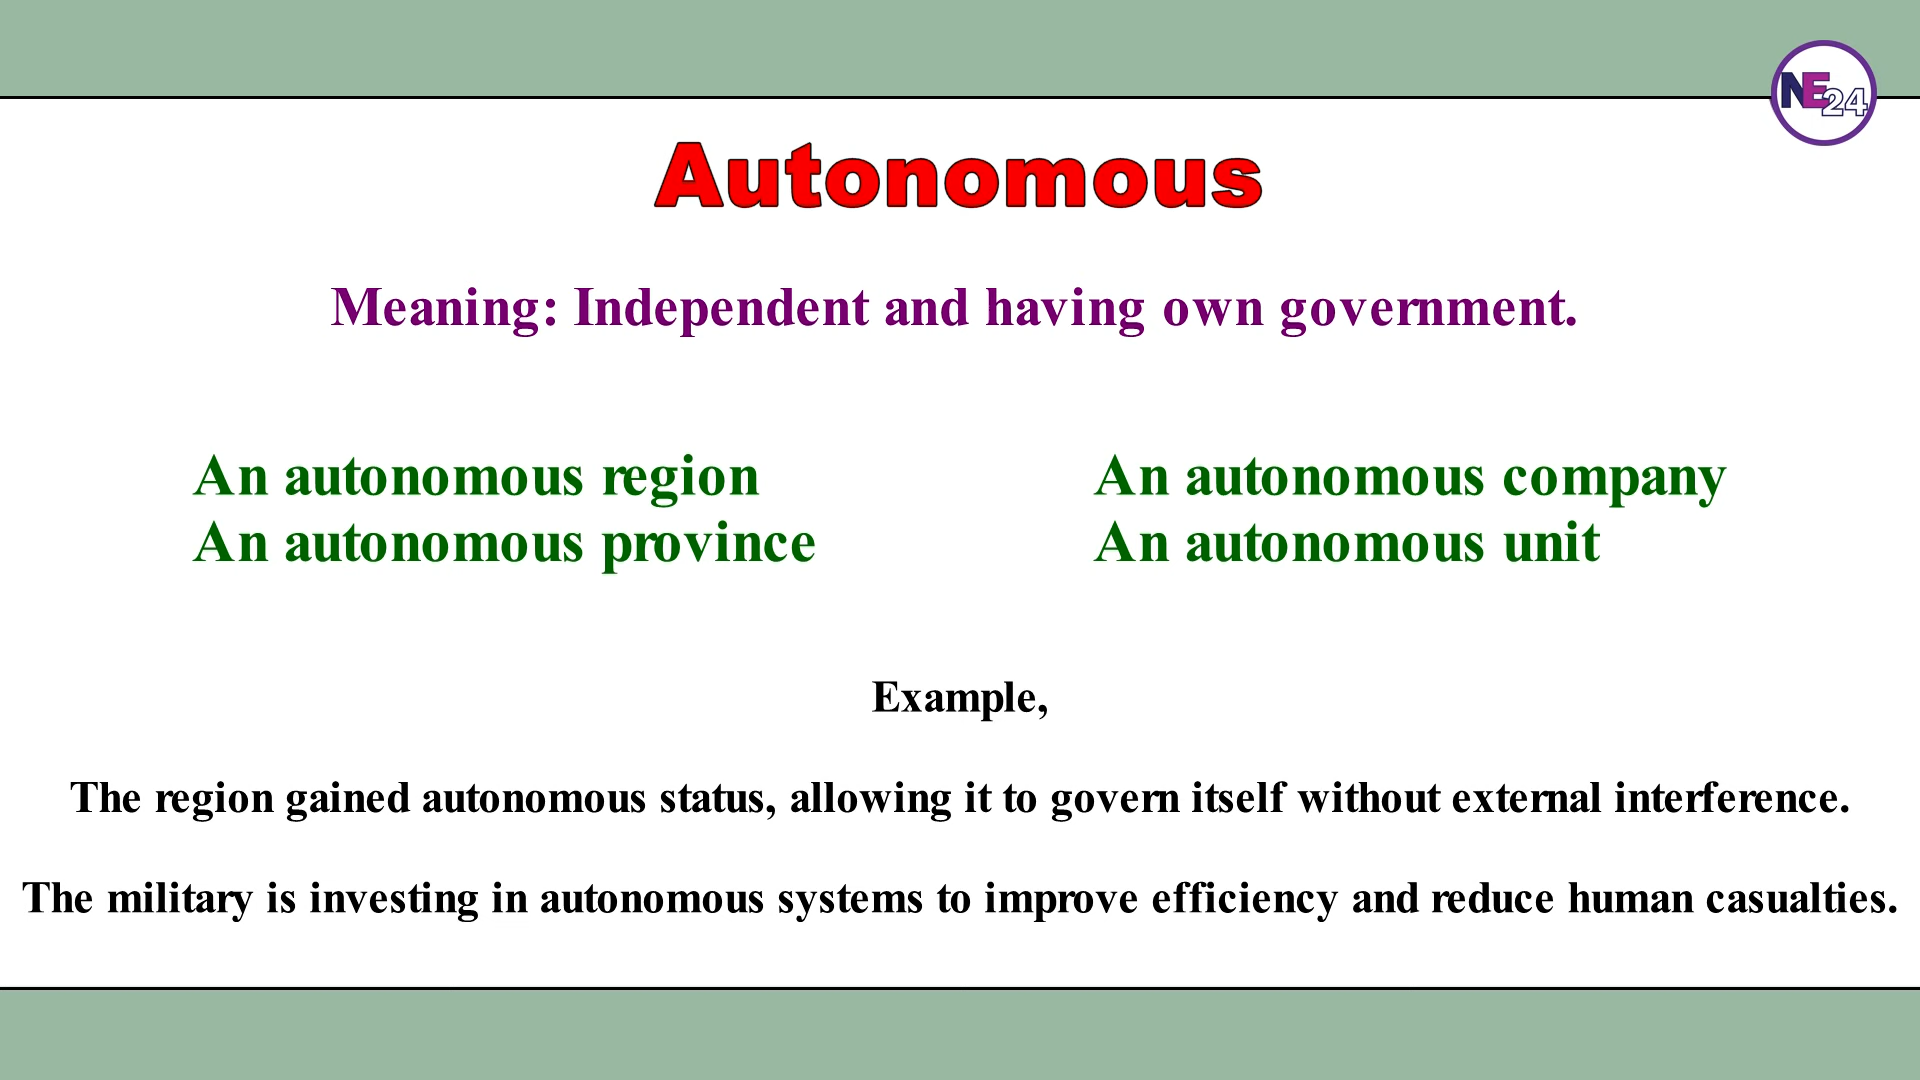 NE24
Autonomous
Meaning: Independent and having own government.
An autonomous region
An autonomous province
An autonomous company
An autonomous unit
Example,
The region gained autonomous status, allowing it to govern itself without external interference.
The military is investing in autonomous systems to improve efficiency and reduce human casualties.